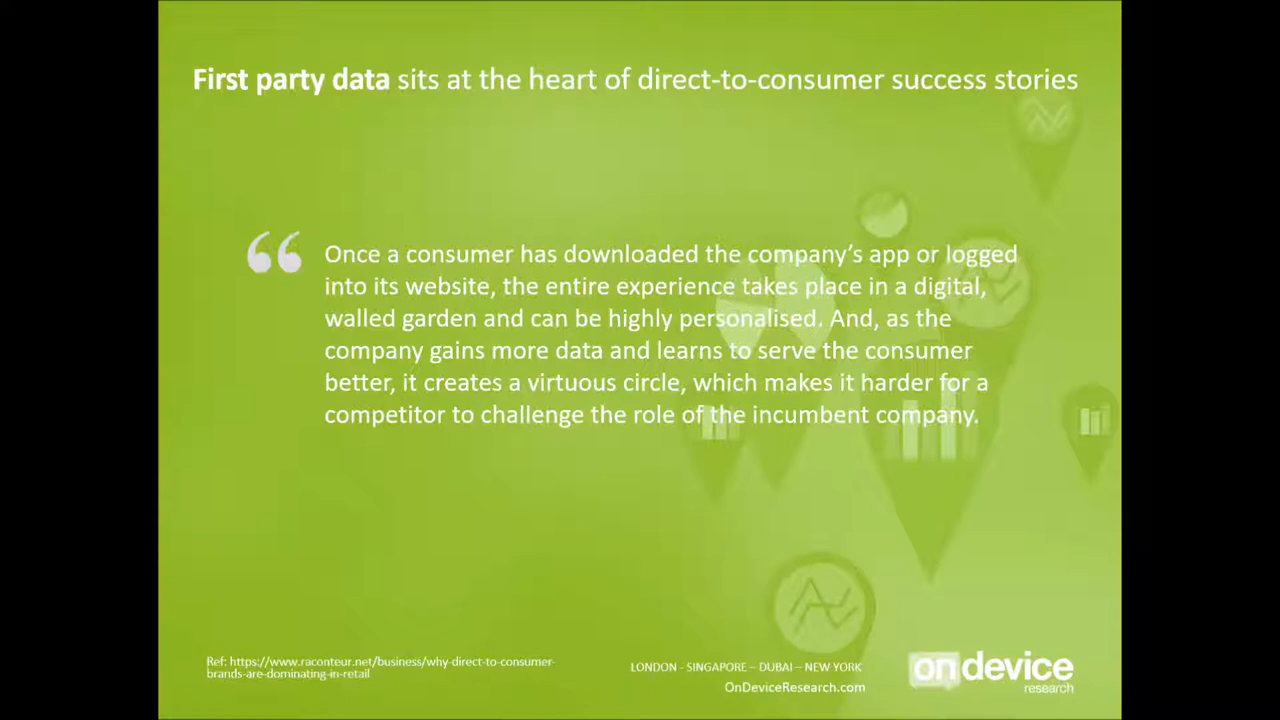 First party data sits at the heart of direct-to-consumer success stories
“ Once a consumer has downloaded the company’s app or logged
into its website, the entire experience takes place in a digital,
walled garden and can be highly personalised. And, as the
company gains more data and learns to serve the consumer
better, it creates a virtuous circle, which makes it harder for a
competitor to challenge the role of the incumbent company.
Ref: https://www.raconteur.net/business/why-direct-to-consumer-
brands-are-dominating-in-retail
LONDON - SINGAPORE – DUBAI – NEW YORK
OnDeviceResearch.com
on device
research